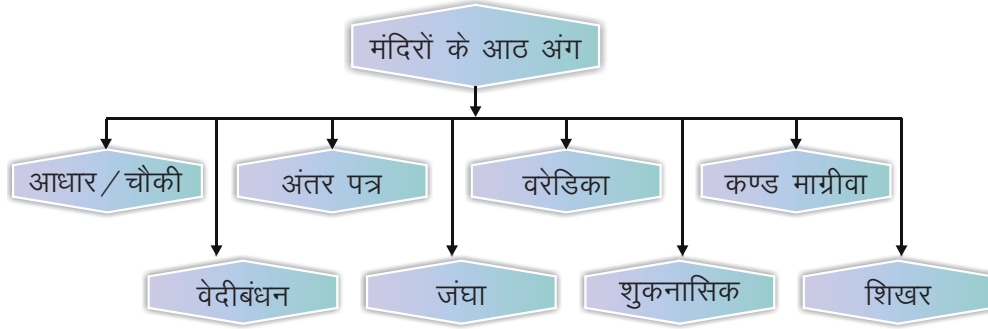 मंदिरों के आठ अंग
आधार/चौकी
अंतर पत्र
वरेडिका
कण्ड माग्रीवा
वेदीबंधन
जंघा
शुकनासिक
शिखर